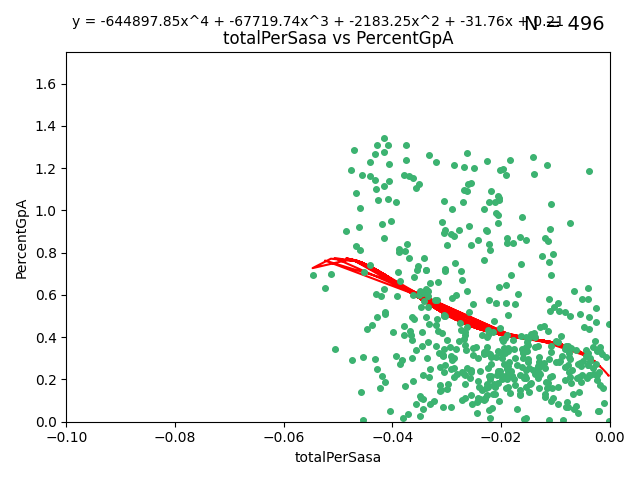 y = -644897.85x^4 + -67719.74x^3 + -2183.25x^2 + -31.76x + 0.21
N = 496
totalPerSasa vs PercentGpA
PercentGpA
1.6
1.4
1.2
1.0
0.8
0.6
0.4
0.2
0.0
−0.10 −0.08 −0.06 −0.04 −0.02 0.00
totalPerSasa